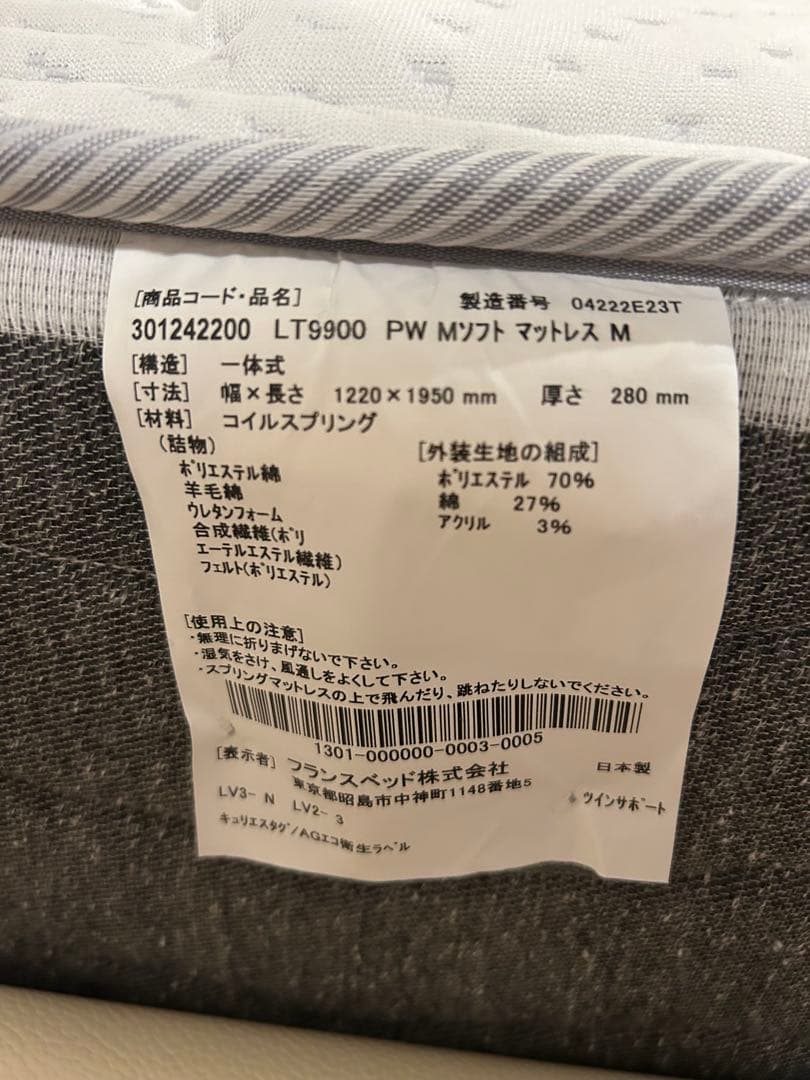 [商品コード・品名] 製造番号 04222E23T
301242200 LT9900 PW Mソフト マットレス M
[構造] 一体式
[寸法] 幅×長さ 1220×1950 mm 厚さ 280 mm
[材料] コイルスプリング
(詰物)
ポリエステル綿
羊毛綿
ウレタンフォーム
合成繊維(ポリ
エーテルエステル繊維)
フェルト(ポリエステル)
[外装生地の組成]
ポリエステル 70%
綿 27%
アクリル 3%
[使用上の注意]
・無理に折りまげないで下さい。
・湿気をさけ、風通しをよくして下さい。
・スプリングマットレスの上で飛んだり、跳ねたりしないでください。
1301-000000-0003-0005
[表示者] フランスベッド株式会社 日本製
東京都昭島市中神町1148番地5
LV3- N LV2- 3 ツインサポート
キュリエスタグ/AGエコ衛生ラベル